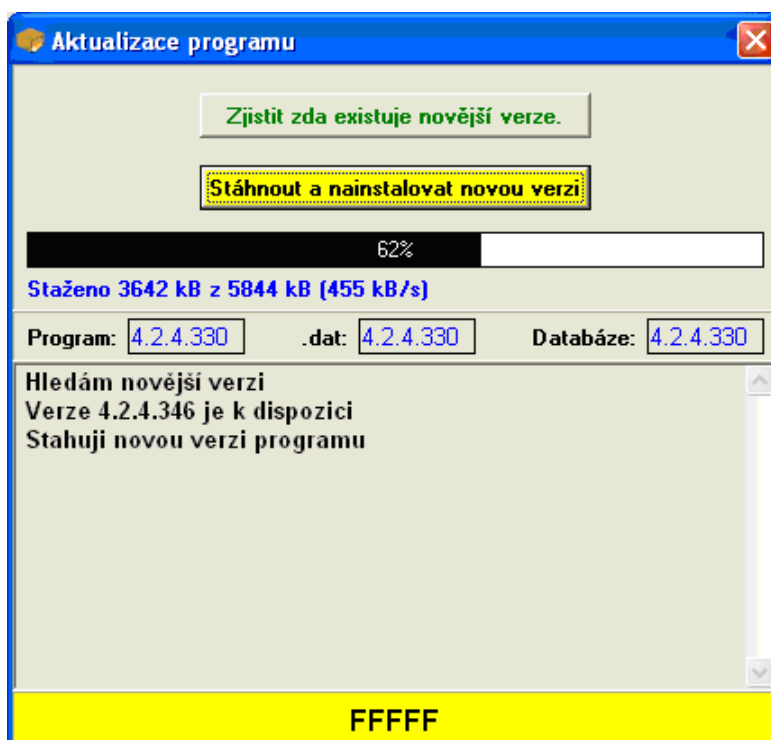 Aktualizace programu
Zjistit zda existuje novější verze.
Stáhnout a nainstalovat novou verzi
62%
Staženo 3642 kB z 5844 kB (455 kB/s)
Program: 4.2.4.330 .dat: 4.2.4.330 Databáze: 4.2.4.330
Hledám novější verzi
Verze 4.2.4.346 je k dispozici
Stahuji novou verzi programu
FFFFF